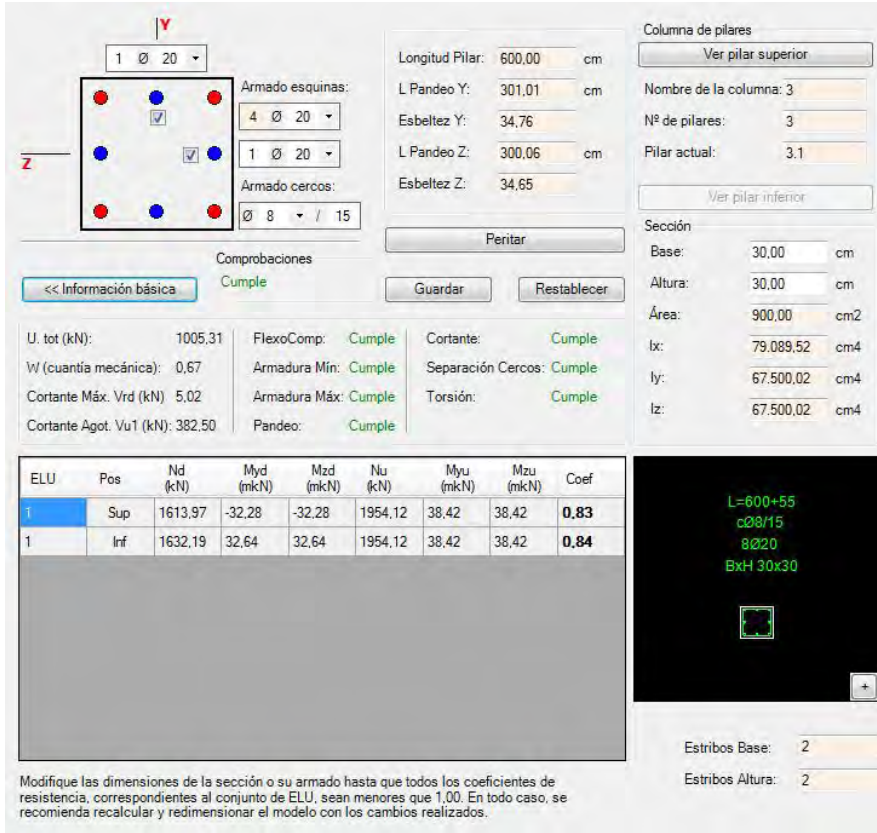 Y
1 Ø 20
Z
Armado esquinas:
4 Ø 20
1 Ø 20
Armado cercos:
Ø 8 / 15
Longitud Pilar: 600,00 cm
L Pandeo Y: 301,01 cm
Esbeltez Y: 34,76
L Pandeo Z: 300,06 cm
Esbeltez Z: 34,65
Peritar
Columna de pilares
Ver pilar superior
Nombre de la columna: 3
Nº de pilares: 3
Pilar actual: 3.1
Ver pilar inferior
Sección
Base: 30,00 cm
Altura: 30,00 cm
Área: 900,00 cm2
Ix: 79.089,52 cm4
Iy: 67.500,02 cm4
Iz: 67.500,02 cm4
<< Información básica
Comprobaciones
Cumple
Guardar
Restablecer
U. tot (kN): 1005,31
W (cuantía mecánica): 0,67
Cortante Máx. Vrd (kN) 5,02
Cortante Agot. Vu1 (kN): 382,50
FlexoComp: Cumple
Armadura Mín: Cumple
Armadura Máx: Cumple
Pandeo: Cumple
Cortante: Cumple
Separación Cercos: Cumple
Torsión: Cumple
ELU Pos Nd (kN) Myd (mkN) Mzd (mkN) Nu (kN) Myu (mkN) Mzu (mkN) Coef
1 Sup 1613,97 -32,28 -32,28 1954,12 38,42 38,42 0,83
1 Inf 1632,19 32,64 32,64 1954,12 38,42 38,42 0,84
L=600+55
cØ8/15
8Ø20
BxH 30x30
+
Estribos Base: 2
Estribos Altura: 2
Modifique las dimensiones de la sección o su armado hasta que todos los coeficientes de
resistencia, correspondientes al conjunto de ELU, sean menores que 1,00. En todo caso, se
recomienda recalcular y redimensionar el modelo con los cambios realizados.